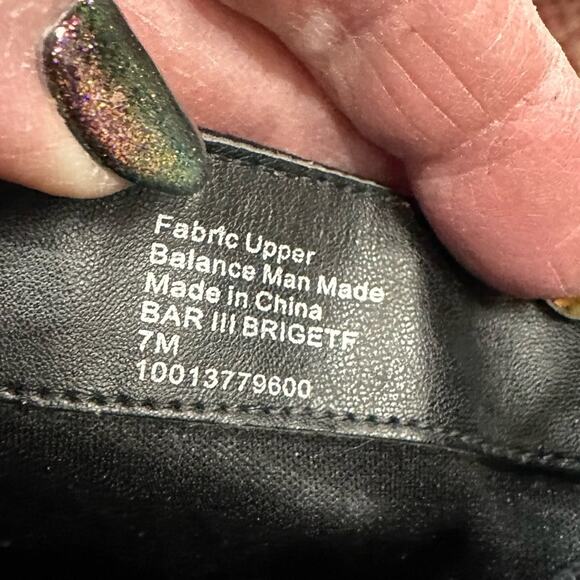 Fabric Upper
Balance Man Made
Made in China
BAR III BRIGETF
7M
10013779600